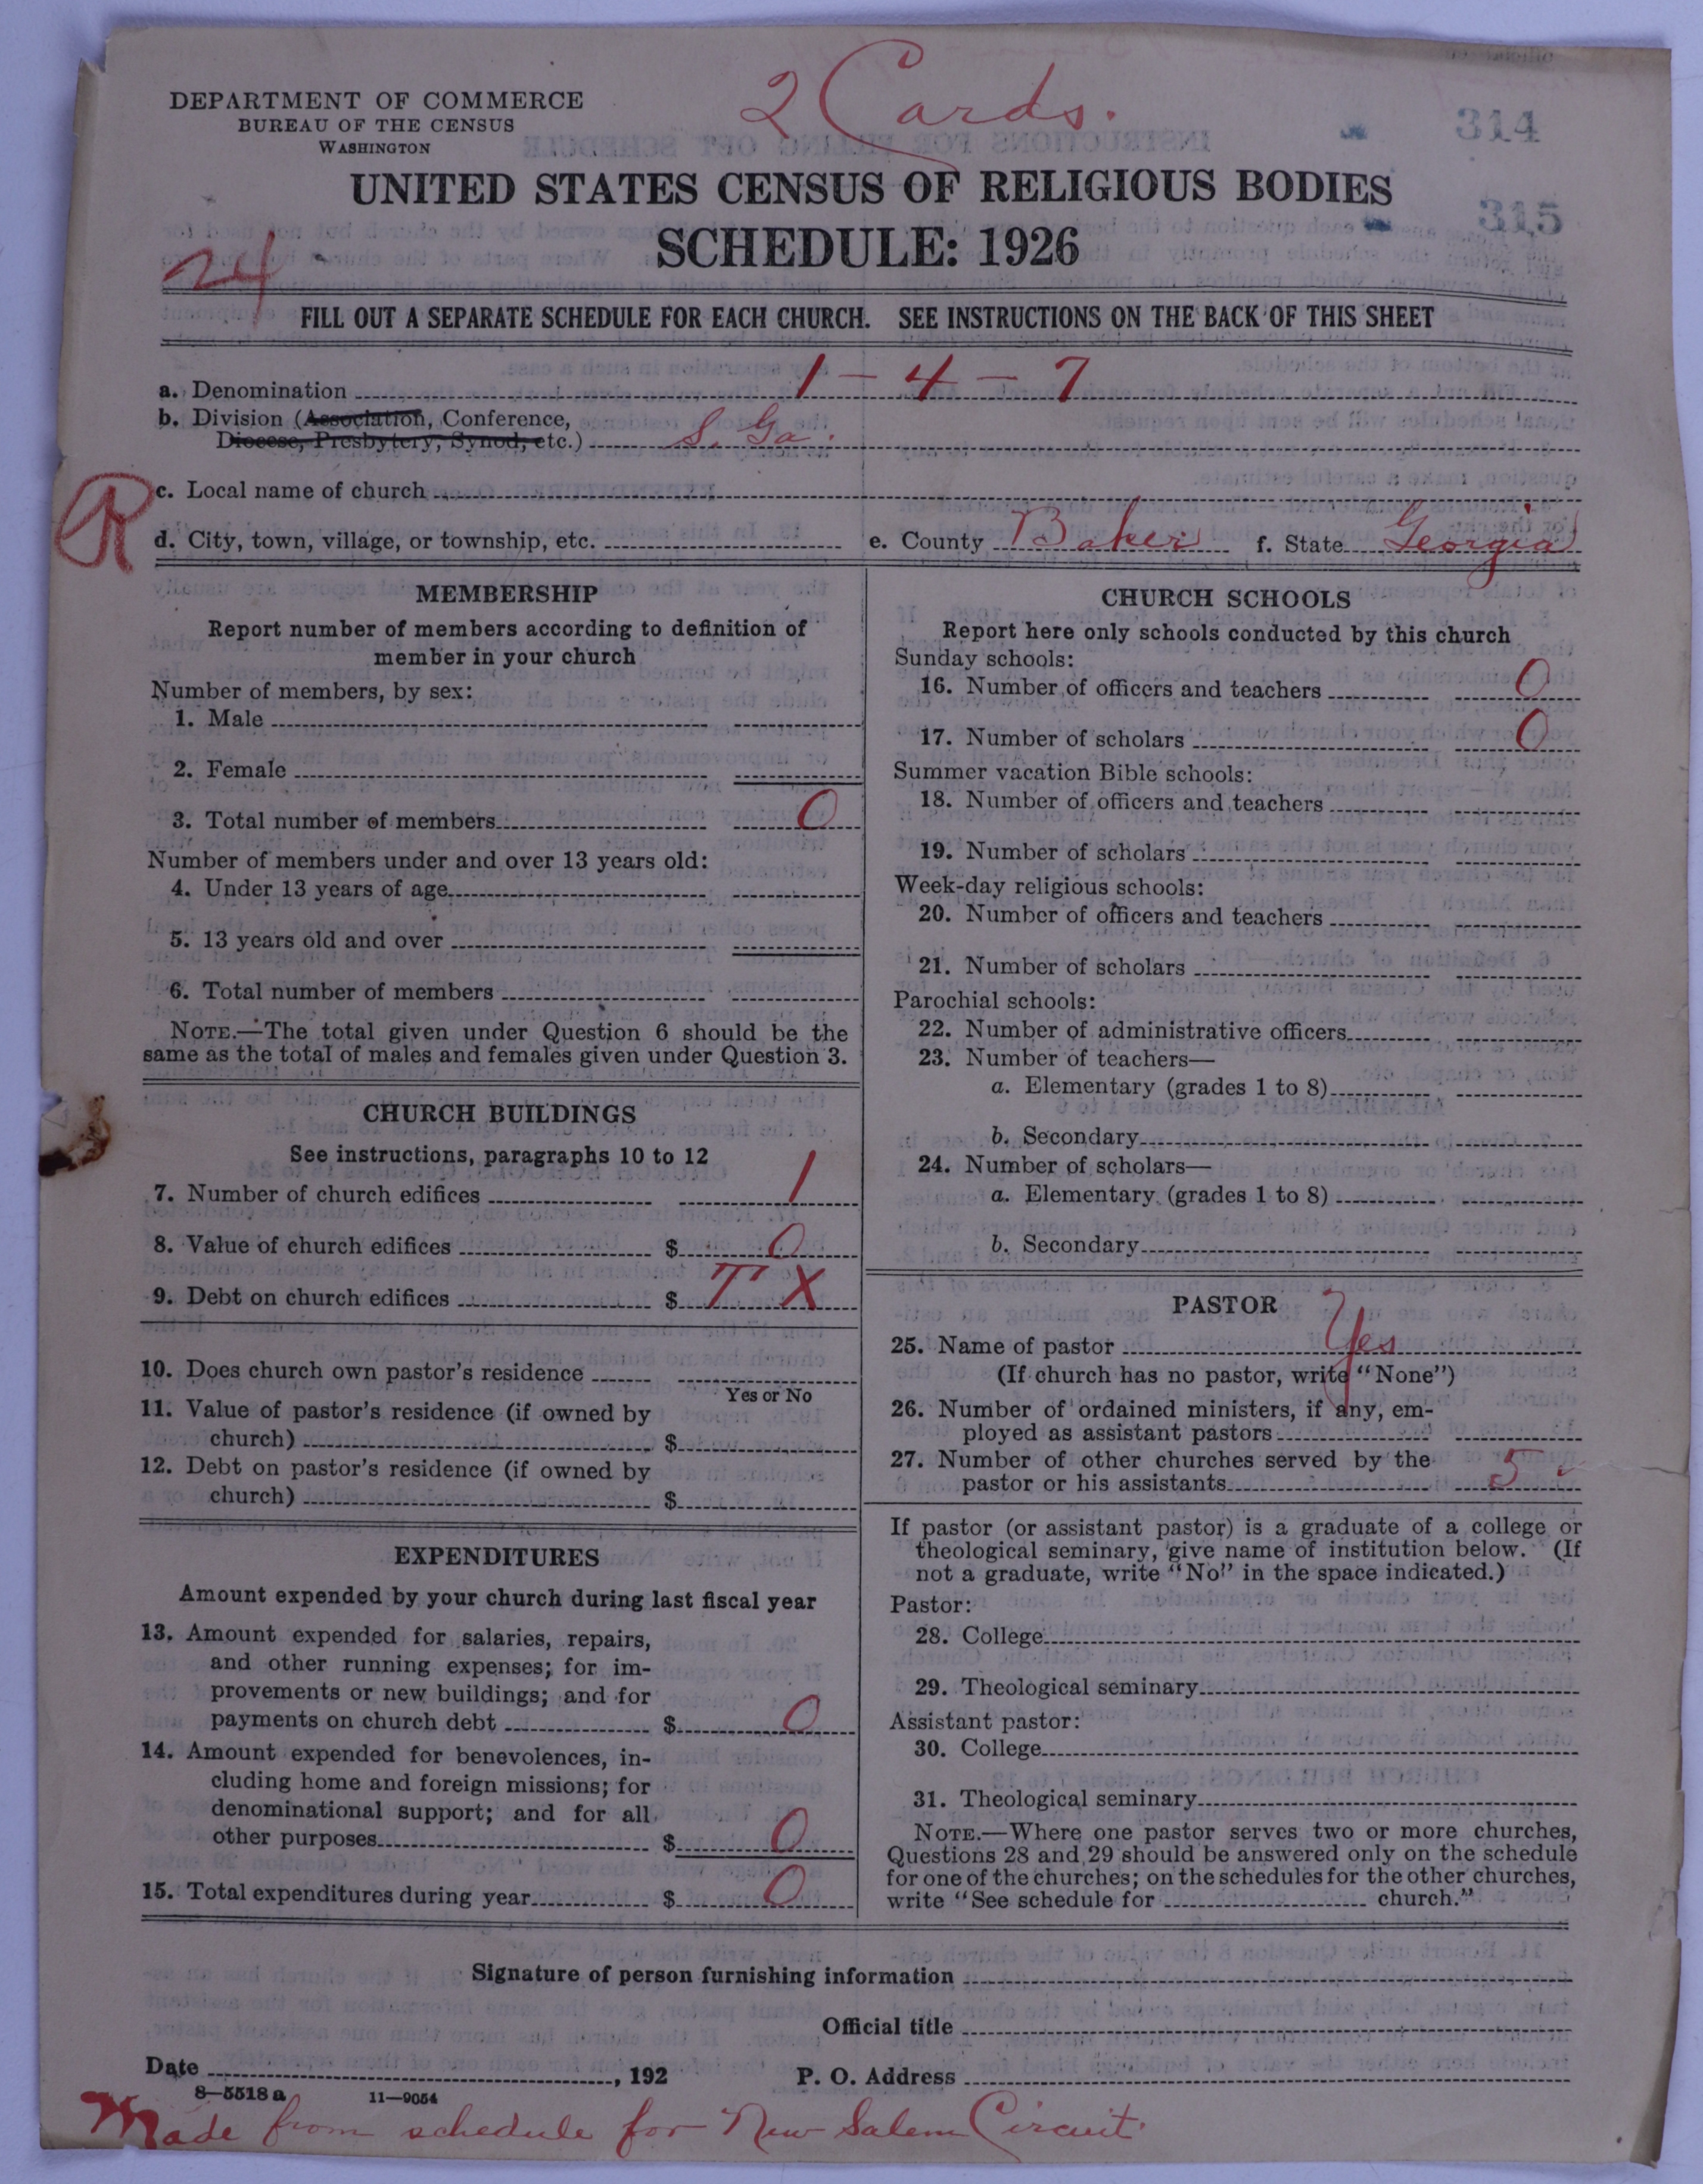 2 Cards.
314
315
DEPARTMENT OF COMMERCE
BUREAU OF THE CENSUS
WASHINGTON
UNITED STATES CENSUS OF RELIGIOUS BODIES
SCHEDULE: 1926
24
FILL OUT A SEPARATE SCHEDULE FOR EACH CHURCH. SEE INSTRUCTIONS ON THE BACK OF THIS SHEET
a. Denomination 1 - 4 - 7
b. Division (Association, Conference,
Diocese, Presbytery, Synod, etc.) S. Ga.
R
c. Local name of church
d. City, town, village, or township, etc. e. County Baker f. State Georgia
MEMBERSHIP
Report number of members according to definition of
member in your church
Number of members, by sex:
1. Male
2. Female
3. Total number of members 0
Number of members under and over 13 years old:
4. Under 13 years of age
5. 13 years old and over
6. Total number of members
NOTE.—The total given under Question 6 should be the
same as the total of males and females given under Question 3.
CHURCH BUILDINGS
See instructions, paragraphs 10 to 12
7. Number of church edifices 1
8. Value of church edifices $ 0
9. Debt on church edifices $ T X
10. Does church own pastor's residence
Yes or No
11. Value of pastor's residence (if owned by
church) $
12. Debt on pastor's residence (if owned by
church) $
EXPENDITURES
Amount expended by your church during last fiscal year
13. Amount expended for salaries, repairs,
and other running expenses; for im-
provements or new buildings; and for
payments on church debt $ 0
14. Amount expended for benevolences, in-
cluding home and foreign missions; for
denominational support; and for all
other purposes $ 0
15. Total expenditures during year $ 0
CHURCH SCHOOLS
Report here only schools conducted by this church
Sunday schools:
16. Number of officers and teachers 0
17. Number of scholars 0
Summer vacation Bible schools:
18. Number of officers and teachers
19. Number of scholars
Week-day religious schools:
20. Number of officers and teachers
21. Number of scholars
Parochial schools:
22. Number of administrative officers
23. Number of teachers—
a. Elementary (grades 1 to 8)
b. Secondary
24. Number of scholars—
a. Elementary (grades 1 to 8)
b. Secondary
PASTOR
25. Name of pastor Yes
(If church has no pastor, write "None")
26. Number of ordained ministers, if any, em-
ployed as assistant pastors
27. Number of other churches served by the
pastor or his assistants 5
If pastor (or assistant pastor) is a graduate of a college or
theological seminary, give name of institution below. (If
not a graduate, write "No" in the space indicated.)
Pastor:
28. College
29. Theological seminary
Assistant pastor:
30. College
31. Theological seminary
NOTE.—Where one pastor serves two or more churches,
Questions 28 and 29 should be answered only on the schedule
for one of the churches; on the schedules for the other churches,
write "See schedule for church."
Signature of person furnishing information
Official title
Date , 192 P. O. Address
8—5518 a 11—9054
Made from schedule for New Salem Circuit.